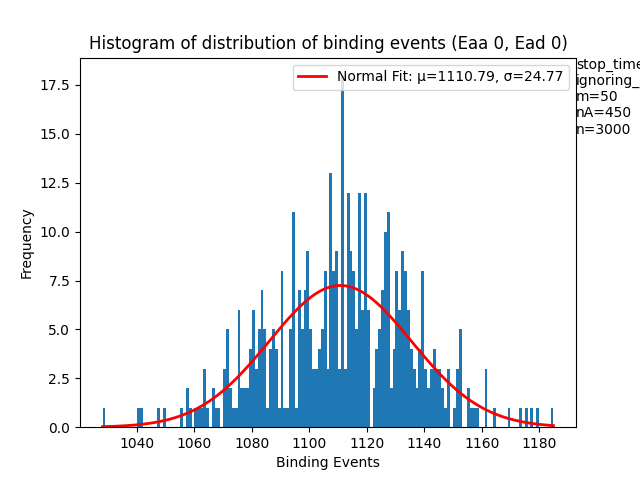 Histogram of distribution of binding events (Eaa 0, Ead 0)
Normal Fit: μ=1110.79, σ=24.77
stop_time
ignoring_
m=50
nA=450
n=3000
17.5
15.0
12.5
10.0
7.5
5.0
2.5
0.0
Frequency
1040 1060 1080 1100 1120 1140 1160 1180
Binding Events